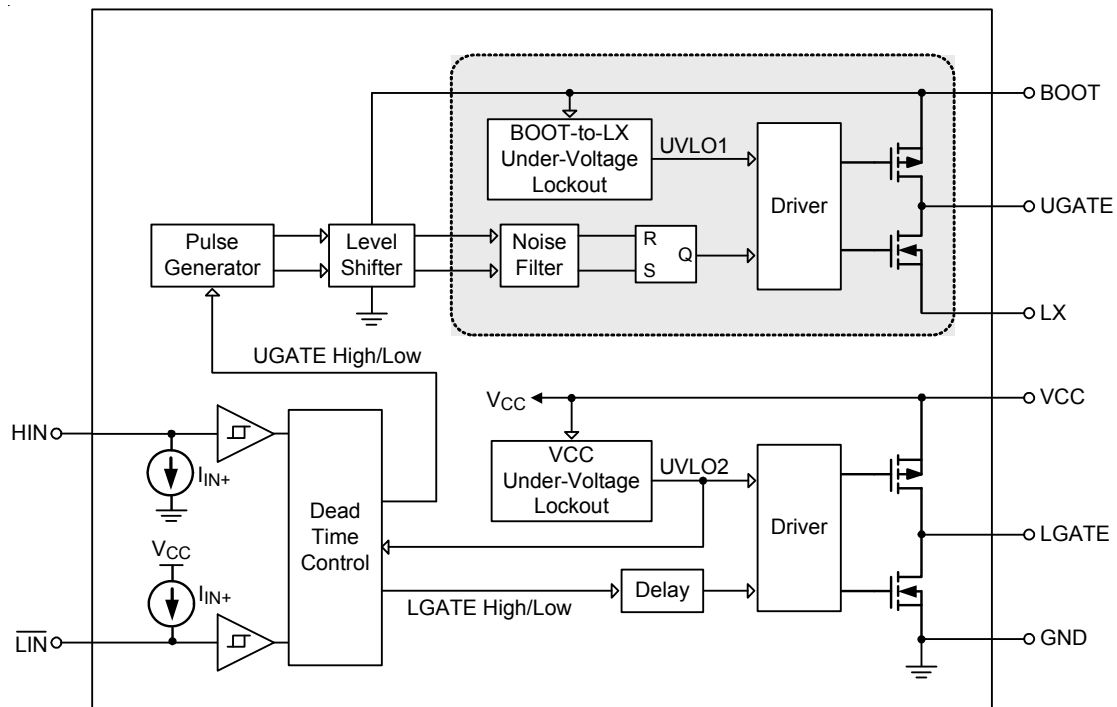 BOOT
BOOT-to-LX
Under-Voltage
Lockout
UVLO1
Driver
UGATE
Pulse
Generator
Level
Shifter
Noise
Filter
R
S
Q
LX
UGATE High/Low
VCC
VCC
HIN
IIN+
VCC
Under-Voltage
Lockout
UVLO2
Driver
Dead
Time
Control
LGATE
VCC
IIN+
LGATE High/Low
Delay
LIN
GND